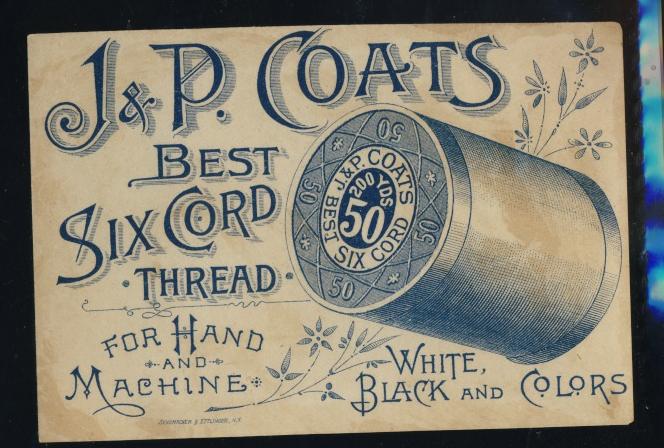 J. & P. COATS
BEST
SIX CORD
THREAD
FOR HAND
AND
MACHINE
50
50
50
50
J. & P. COATS
200 YDS
50
BEST SIX CORD
WHITE,
BLACK AND COLORS